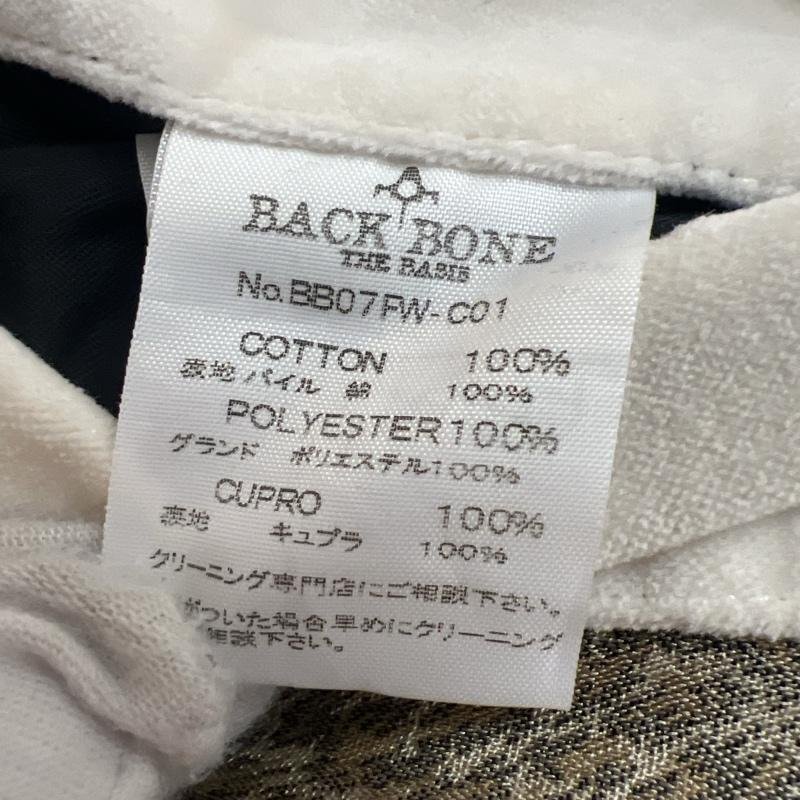 BACK BONE
THE BASIS
No.BB07FW-C01
COTTON 100%
表地 パイル 綿 100%
POLYESTER 100%
グランド ポリエステル100%
CUPRO 100%
裏地 キュプラ 100%
クリーニング専門店にご相談下さい。
がついた場合早めにクリーニング
相談下さい。